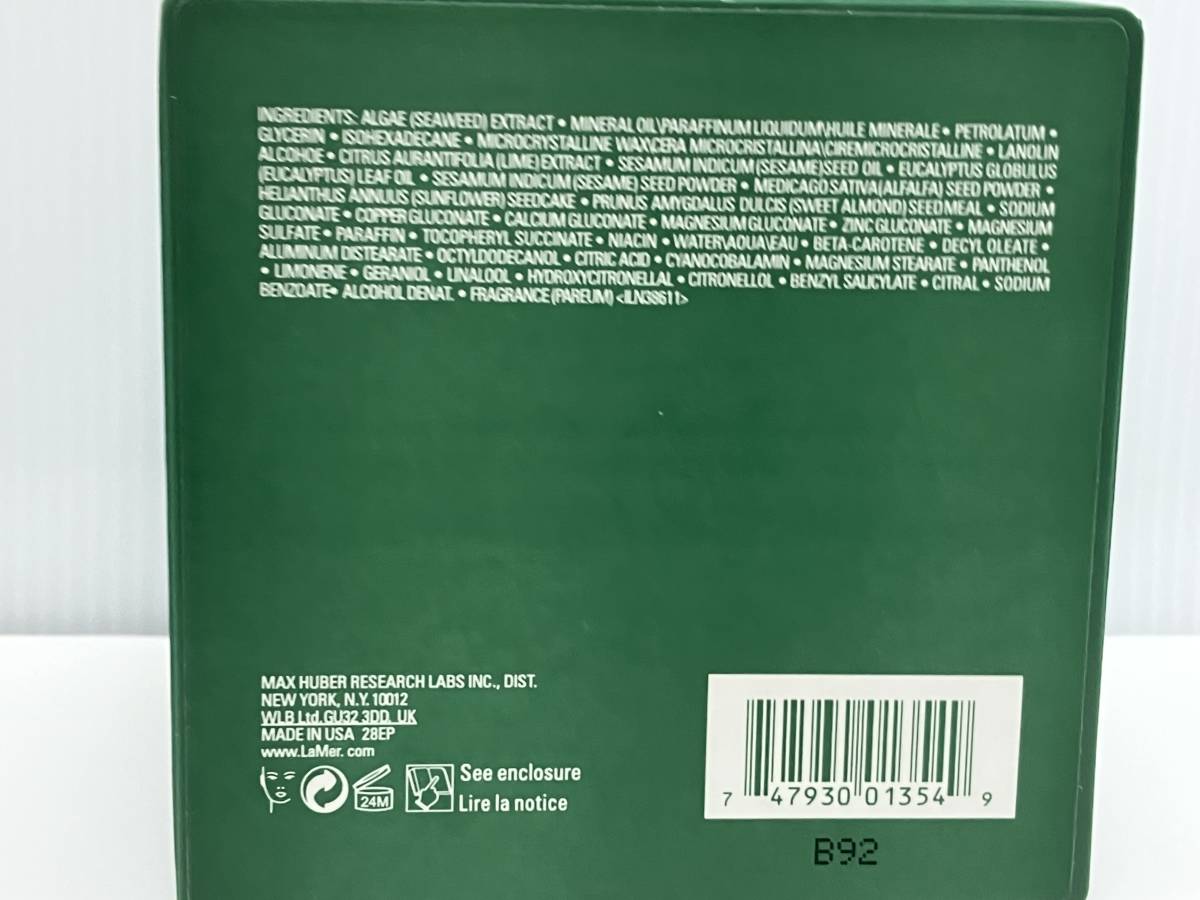 INGREDIENTS: ALGAE (SEAWEED) EXTRACT • MINERAL OIL\PARAFFINUM LIQUIDUM\HUILE MINERALE • PETROLATUM •
GLYCERIN • ISOHEXADECANE • MICROCRYSTALLINE WAX\CERA MICROCRISTALLINA\CIREMICROCRISTALLINE • LANOLIN
ALCOHOE • CITRUS AURANTIFOLIA (LIME) EXTRACT • SESAMUM INDICUM (SESAME) SEED OIL • EUCALYPTUS GLOBULUS
(EUCALYPTUS) LEAF OIL • SESAMUM INDICUM (SESAME) SEED POWDER • MEDICAGO SATIVA (ALFALFA) SEED POWDER •
HELIANTHUS ANNUUS (SUNFLOWER) SEEDCAKE • PRUNUS AMYGDALUS DULCIS (SWEET ALMOND) SEED MEAL • SODIUM
GLUCONATE • COPPER GLUCONATE • CALCIUM GLUCONATE • MAGNESIUM GLUCONATE • ZINC GLUCONATE • MAGNESIUM
SULFATE • PARAFFIN • TOCOPHERYL SUCCINATE • NIACIN • WATER\AQUA\EAU • BETA-CAROTENE • DECYL OLEATE •
ALUMINUM DISTEARATE • OCTYLDODECANOL • CITRIC ACID • CYANOCOBALAMIN • MAGNESIUM STEARATE • PANTHENOL
• LIMONENE • GERANIOL • LINALOOL • HYDROXYCITRONELLAL • CITRONELLOL • BENZYL SALICYLATE • CITRAL • SODIUM
BENZOATE • ALCOHOL DENAT. • FRAGRANCE (PARFUM) <ILN38611>
MAX HUBER RESEARCH LABS INC., DIST.
NEW YORK, N.Y. 10012
WLB Ltd, GU32 3DD, UK
MADE IN USA 28EP
www.LaMer. com
24M
See enclosure
Lire la notice
7 47930 01354 9
B92